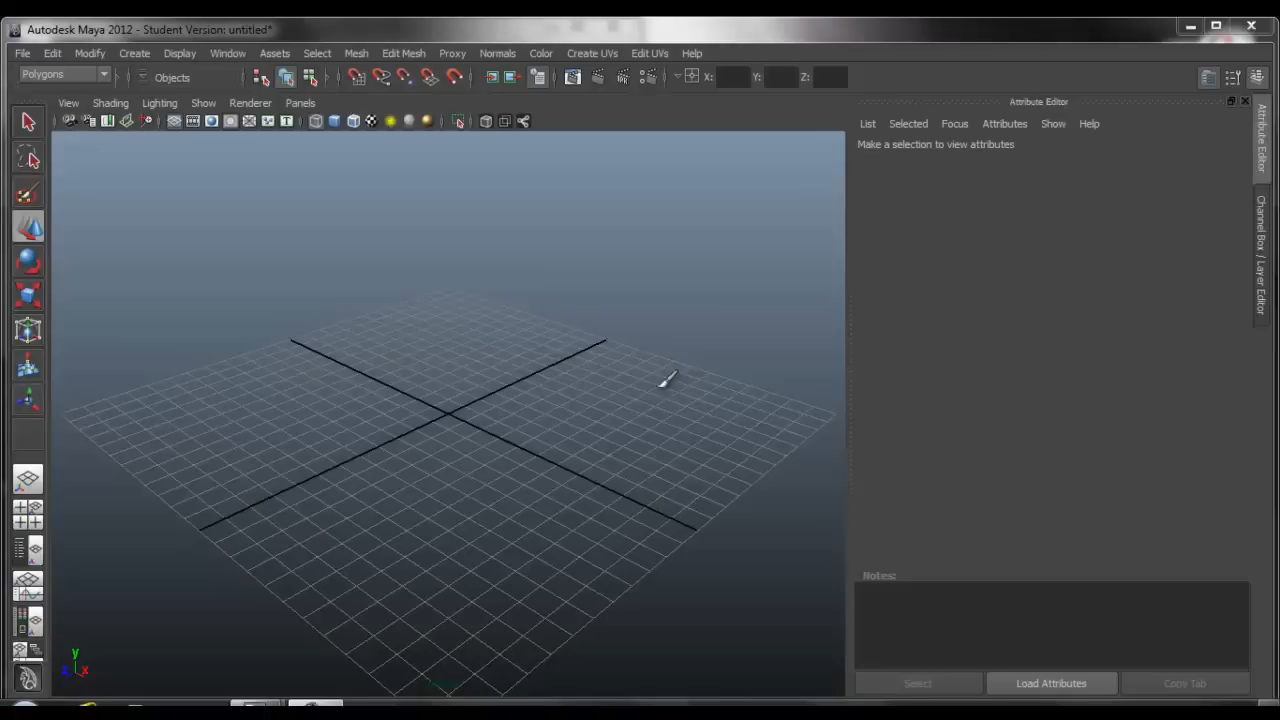 Autodesk Maya 2012 - Student Version: untitled*
File Edit Modify Create Display Window Assets Select Mesh Edit Mesh Proxy Normals Color Create UVs Edit UVs Help
Polygons Objects X: Y: Z:
View Shading Lighting Show Renderer Panels
Attribute Editor
List Selected Focus Attributes Show Help
Make a selection to view attributes
Attribute Editor
Channel Box / Layer Editor
Notes:
Select Load Attributes Copy Tab
y
z x